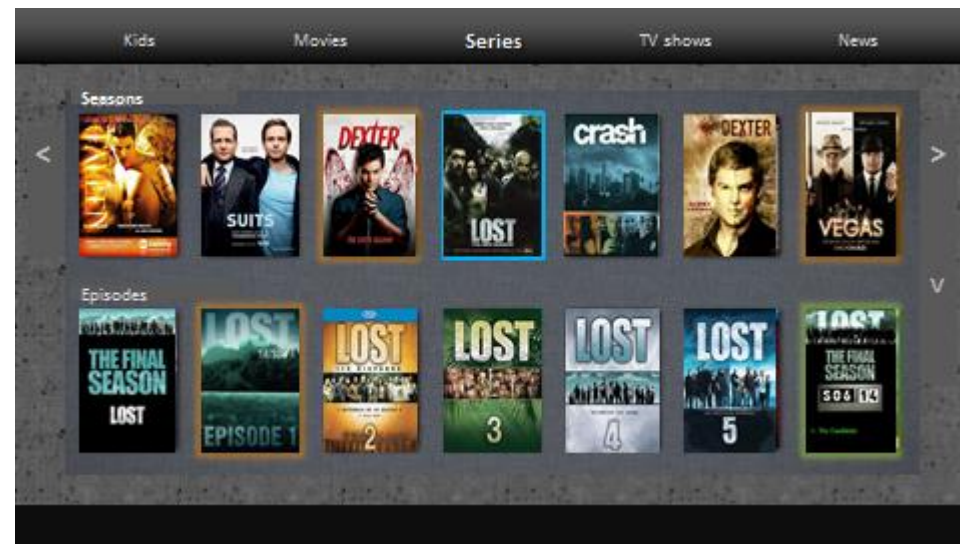 Kids Movies Series TV shows News
Seasons
< >
SUITS
DEXTER
LOST
crash
DEXTER
VEGAS
V
Episodes
THE FINAL
SEASON
LOST
LOST
EPISODE 1
LOST
2
LOST
3
LOST
4
LOST
5
LOST
THE FINAL
SEASON
S06 14